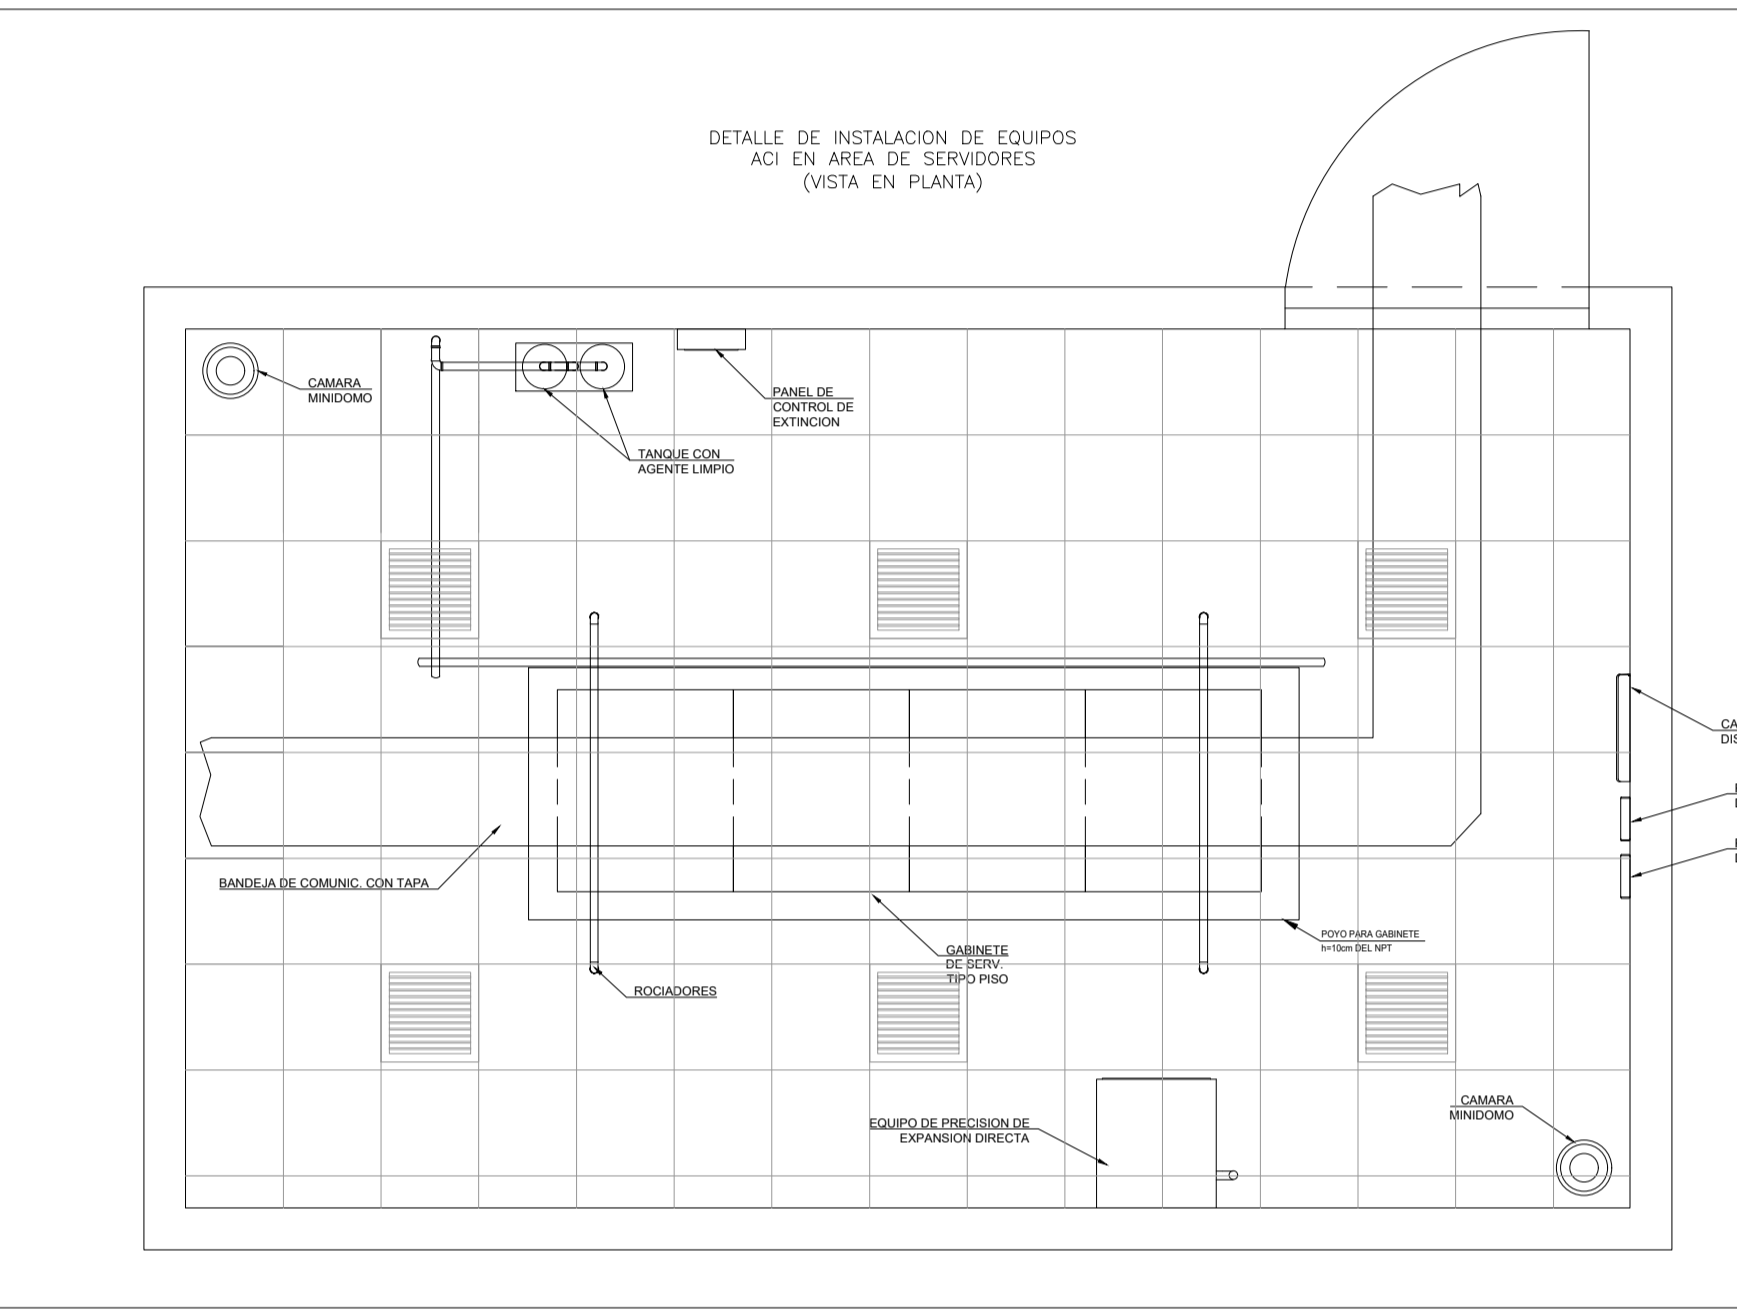 DETALLE DE INSTALACION DE EQUIPOS
ACI EN AREA DE SERVIDORES
(VISTA EN PLANTA)
CAMARA
MINIDOMO
PANEL DE
CONTROL DE
EXTINCION
TANQUE CON
AGENTE LIMPIO
CA
DIS
BANDEJA DE COMUNIC. CON TAPA
POYO PARA GABINETE
h=10cm DEL NPT
GABINETE
DE SERV.
TIPO PISO
ROCIADORES
EQUIPO DE PRECISION DE
EXPANSION DIRECTA
CAMARA
MINIDOMO